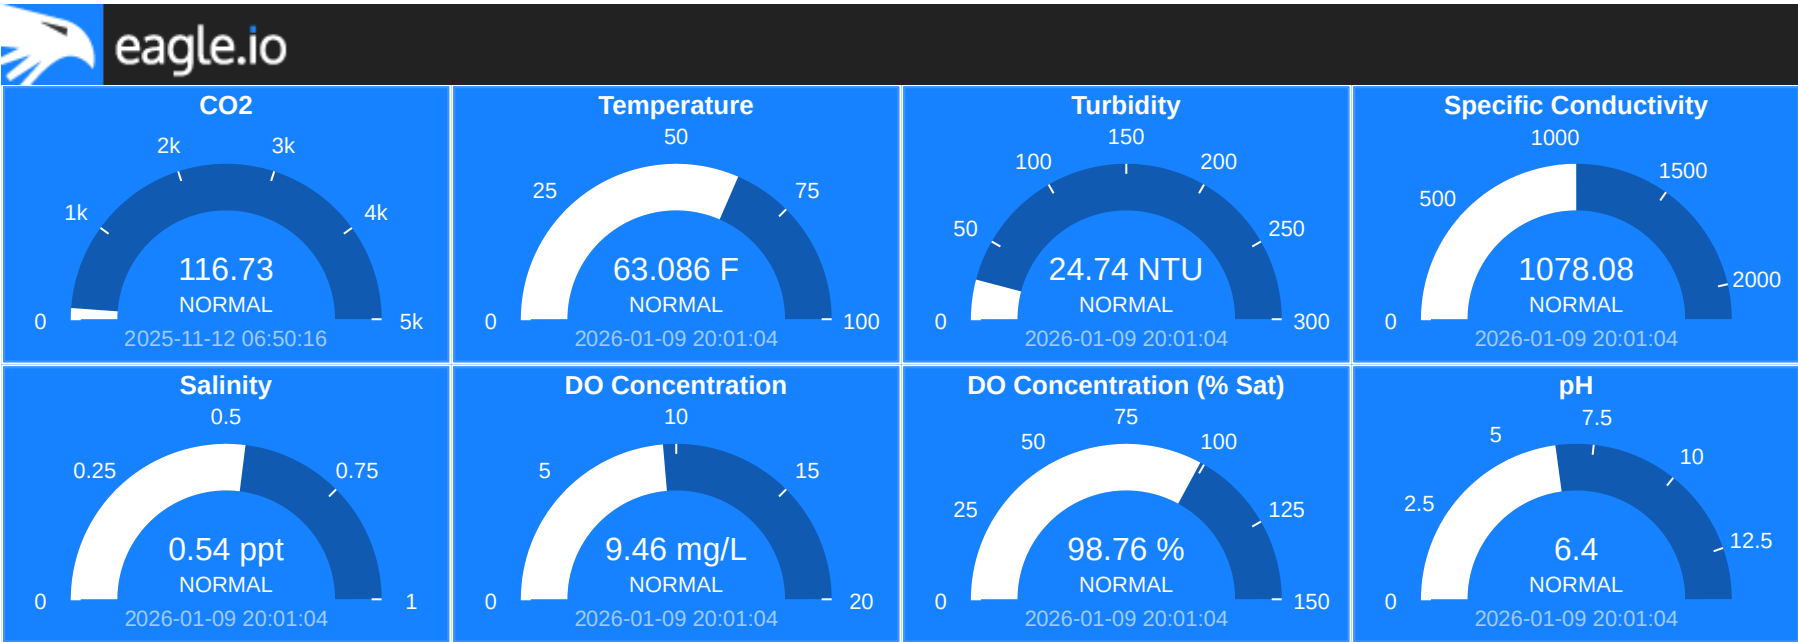 eagle.io
CO2
0
1k
2k
3k
4k
5k
116.73
NORMAL
2025-11-12 06:50:16
Temperature
0
25
50
75
100
63.086 F
NORMAL
2026-01-09 20:01:04
Turbidity
0
50
100
150
200
250
300
24.74 NTU
NORMAL
2026-01-09 20:01:04
Specific Conductivity
0
500
1000
1500
2000
1078.08
NORMAL
2026-01-09 20:01:04
Salinity
0
0.25
0.5
0.75
1
0.54 ppt
NORMAL
2026-01-09 20:01:04
DO Concentration
0
5
10
15
20
9.46 mg/L
NORMAL
2026-01-09 20:01:04
DO Concentration (% Sat)
0
25
50
75
100
125
150
98.76 %
NORMAL
2026-01-09 20:01:04
pH
0
2.5
5
7.5
10
12.5
6.4
NORMAL
2026-01-09 20:01:04